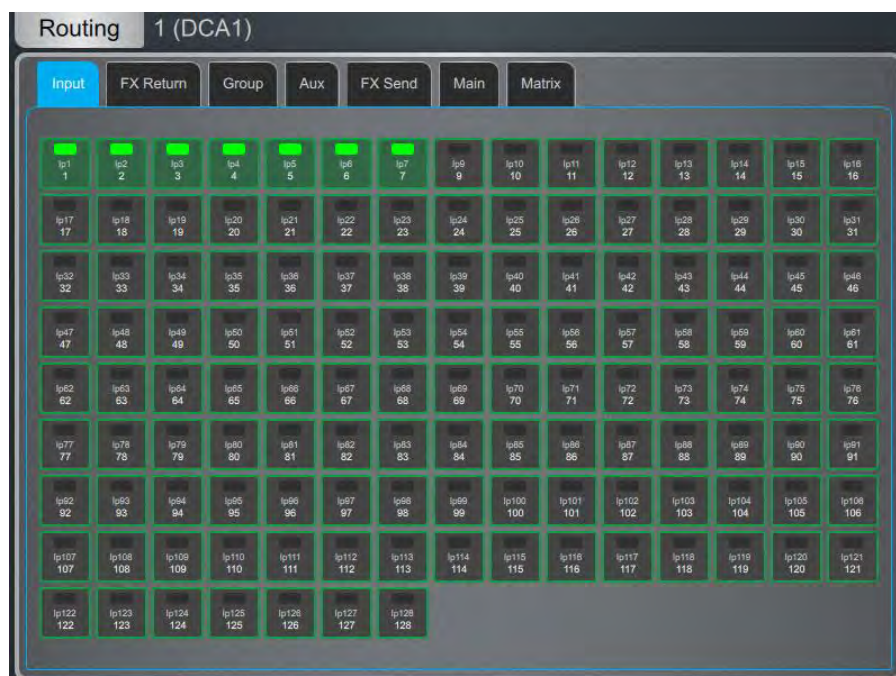 Routing 1 (DCA1)
Input FX Return Group Aux FX Send Main Matrix
Ip1 Ip2 Ip3 Ip4 Ip5 Ip6 Ip7 Ip9 Ip10 Ip11 Ip12 Ip13 Ip14 Ip15 Ip16
1 2 3 4 5 6 7 9 10 11 12 13 14 15 16
Ip17 Ip18 Ip19 Ip20 Ip21 Ip22 Ip23 Ip24 Ip25 Ip26 Ip27 Ip28 Ip29 Ip30 Ip31
17 18 19 20 21 22 23 24 25 26 27 28 29 30 31
Ip32 Ip33 Ip34 Ip35 Ip36 Ip37 Ip38 Ip39 Ip40 Ip41 Ip42 Ip43 Ip44 Ip45 Ip46
32 33 34 35 36 37 38 39 40 41 42 43 44 45 46
Ip47 Ip48 Ip49 Ip50 Ip51 Ip52 Ip53 Ip54 Ip55 Ip56 Ip57 Ip58 Ip59 Ip60 Ip61
47 48 49 50 51 52 53 54 55 56 57 58 59 60 61
Ip62 Ip63 Ip64 Ip65 Ip66 Ip67 Ip68 Ip69 Ip70 Ip71 Ip72 Ip73 Ip74 Ip75 Ip76
62 63 64 65 66 67 68 69 70 71 72 73 74 75 76
Ip77 Ip78 Ip79 Ip80 Ip81 Ip82 Ip83 Ip84 Ip85 Ip86 Ip87 Ip88 Ip89 Ip90 Ip91
77 78 79 80 81 82 83 84 85 86 87 88 89 90 91
Ip92 Ip93 Ip94 Ip95 Ip96 Ip97 Ip98 Ip99 Ip100 Ip101 Ip102 Ip103 Ip104 Ip105 Ip106
92 93 94 95 96 97 98 99 100 101 102 103 104 105 106
Ip107 Ip108 Ip109 Ip110 Ip111 Ip112 Ip113 Ip114 Ip115 Ip116 Ip117 Ip118 Ip119 Ip120 Ip121
107 108 109 110 111 112 113 114 115 116 117 118 119 120 121
Ip122 Ip123 Ip124 Ip125 Ip126 Ip127 Ip128
122 123 124 125 126 127 128